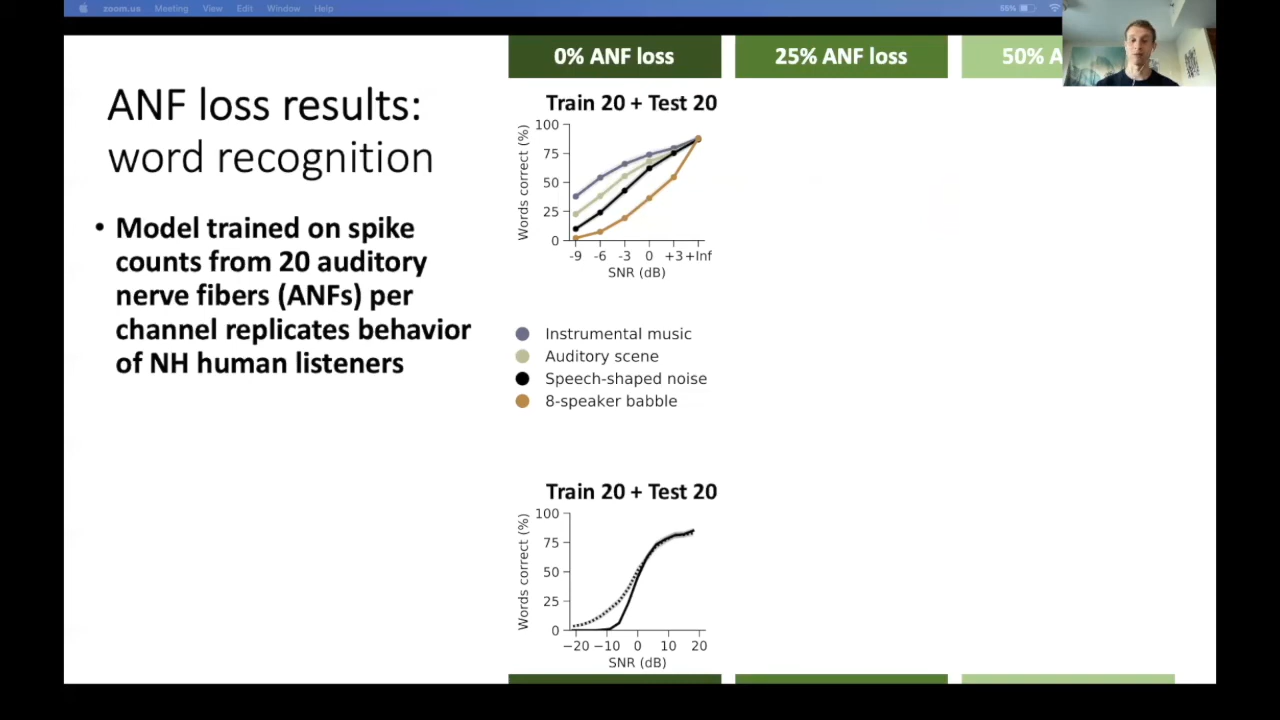 zoom.us Meeting View Edit Window Help
55%
0% ANF loss
25% ANF loss
50% A
ANF loss results:
word recognition
• Model trained on spike
counts from 20 auditory
nerve fibers (ANFs) per
channel replicates behavior
of NH human listeners
Train 20 + Test 20
Words correct (%)
100
75
50
25
0
-9 -6 -3 0 +3 +Inf
SNR (dB)
Instrumental music
Auditory scene
Speech-shaped noise
8-speaker babble
Train 20 + Test 20
Words correct (%)
100
75
50
25
0
−20 −10 0 10 20
SNR (dB)